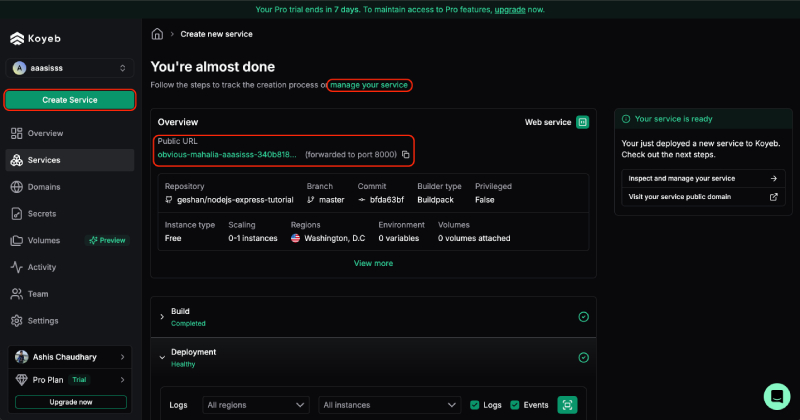 Your Pro trial ends in 7 days. To maintain access to Pro features, upgrade now.
Koyeb
A aaasisss
Create Service
Overview
Services
Domains
Secrets
Volumes Preview
Activity
Team
Settings
Ashis Chaudhary
Pro Plan Trial
Upgrade now
Create new service
You're almost done
Follow the steps to track the creation process or manage your service
Overview Web service
Public URL
obvious-mahalia-aaasisss-340b818... (forwarded to port 8000)
Repository Branch Commit Builder type Privileged
geshan/nodejs-express-tutorial master bfda63bf Buildpack False
Instance type Scaling Regions Environment Volumes
Free 0-1 instances Washington, D.C 0 variables 0 volumes attached
View more
Build
Completed
Deployment
Healthy
Logs All regions All instances Logs Events
Your service is ready
Your just deployed a new service to Koyeb.
Check out the next steps.
Inspect and manage your service
Visit your service public domain